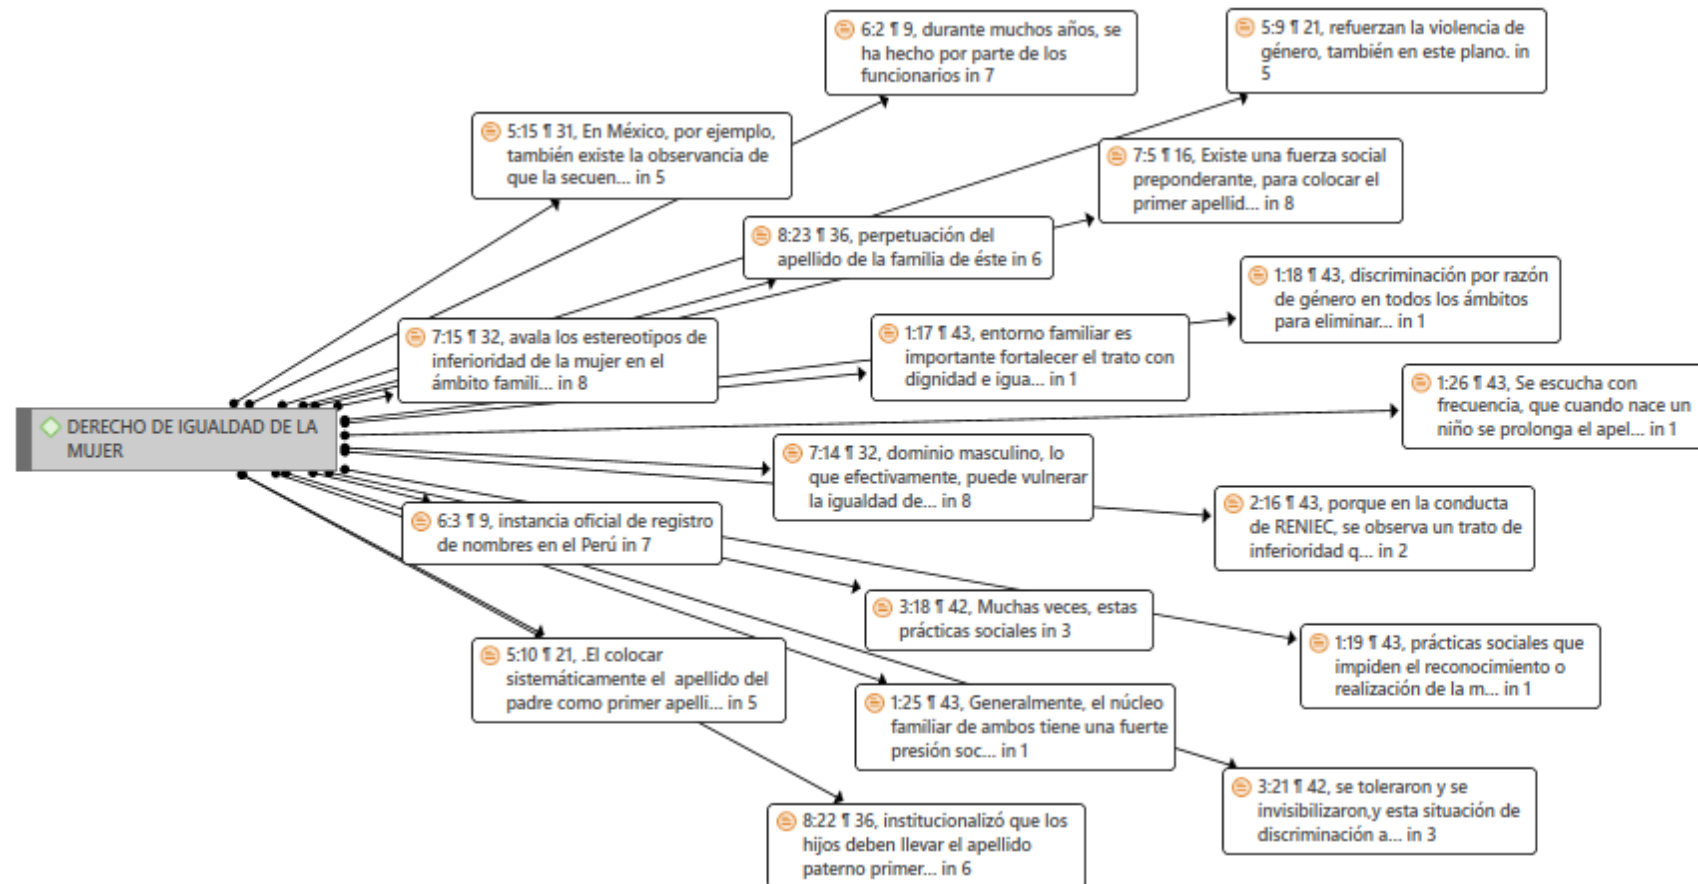 6:2 ¶ 9, durante muchos años, se
ha hecho por parte de los
funcionarios in 7
5:9 ¶ 21, refuerzan la violencia de
género, también en este plano. in
5
5:15 ¶ 31, En México, por ejemplo,
también existe la observancia de
que la secuen... in 5
7:5 ¶ 16, Existe una fuerza social
preponderante, para colocar el
primer apellid... in 8
8:23 ¶ 36, perpetuación del
apellido de la familia de éste in 6
1:18 ¶ 43, discriminación por razón
de género en todos los ámbitos
para eliminar... in 1
7:15 ¶ 32, avala los estereotipos de
inferioridad de la mujer en el
ámbito famili... in 8
1:17 ¶ 43, entorno familiar es
importante fortalecer el trato con
dignidad e igua... in 1
1:26 ¶ 43, Se escucha con
frecuencia, que cuando nace un
niño se prolonga el apel... in 1
DERECHO DE IGUALDAD DE LA
MUJER
7:14 ¶ 32, dominio masculino, lo
que efectivamente, puede vulnerar
la igualdad de... in 8
2:16 ¶ 43, porque en la conducta
de RENIEC, se observa un trato de
inferioridad q... in 2
6:3 ¶ 9, instancia oficial de registro
de nombres en el Perú in 7
3:18 ¶ 42, Muchas veces, estas
prácticas sociales in 3
1:19 ¶ 43, prácticas sociales que
impiden el reconocimiento o
realización de la m... in 1
5:10 ¶ 21, .El colocar
sistemáticamente el  apellido del
padre como primer apelli... in 5
1:25 ¶ 43, Generalmente, el núcleo
familiar de ambos tiene una fuerte
presión soc... in 1
3:21 ¶ 42, se toleraron y se
invisibilizaron,y esta situación de
discriminación a... in 3
8:22 ¶ 36, institucionalizó que los
hijos deben llevar el apellido
paterno primer... in 6